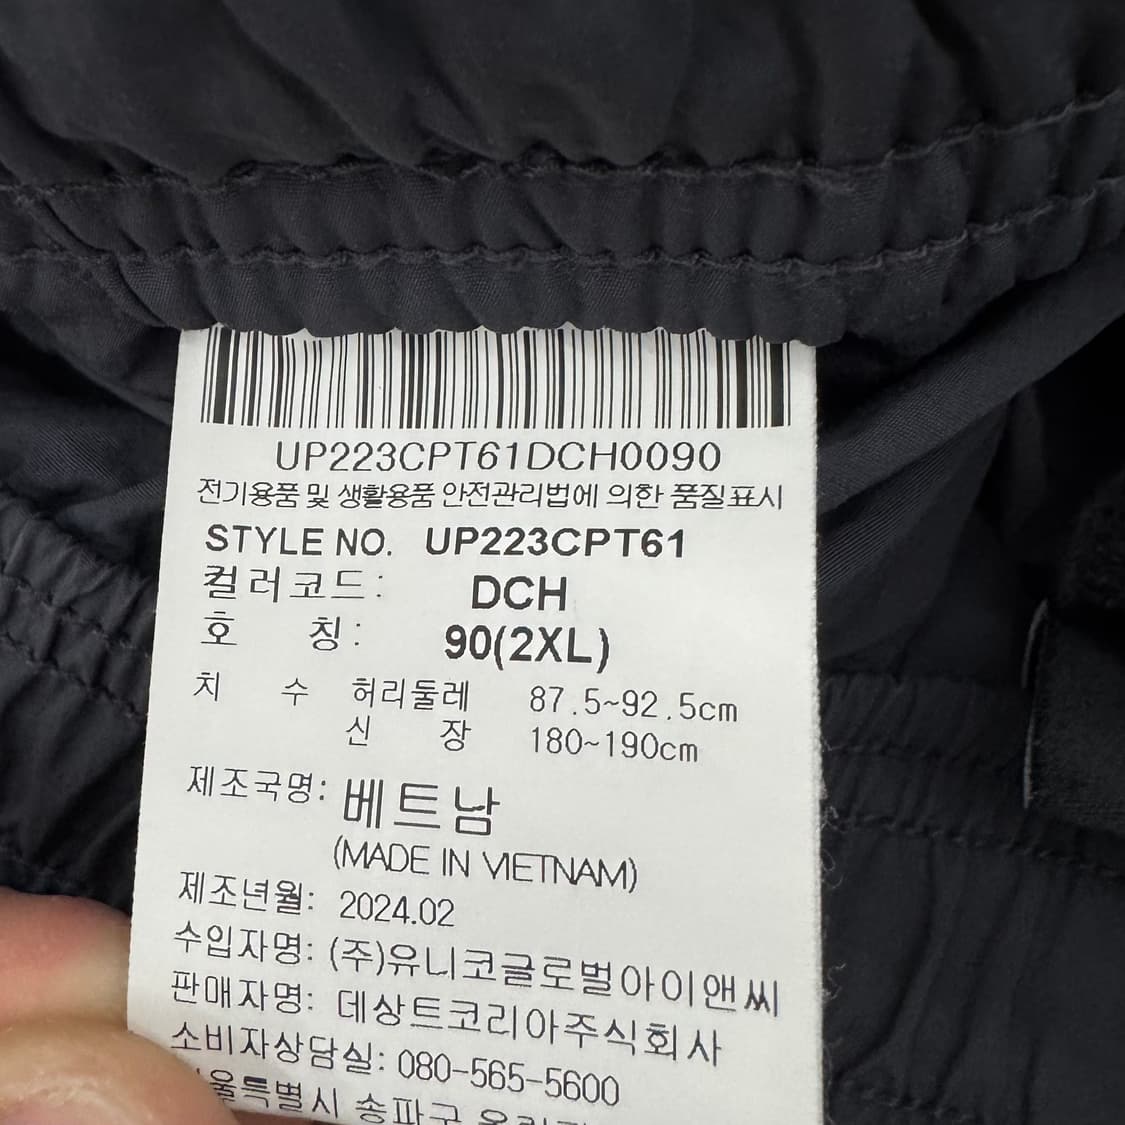 UP223CPT61DCH0090
전기용품 및 생활용품 안전관리법에 의한 품질표시
STYLE NO. UP223CPT61
컬러코드: DCH
호 칭: 90(2XL)
치 수 허리둘레 87.5~92.5cm
신 장 180~190cm
제조국명: 베트남
(MADE IN VIETNAM)
제조년월: 2024.02
수입자명: (주)유니코글로벌아이앤씨
판매자명: 데상트코리아주식회사
소비자상담실: 080-565-5600
서울특별시 송파구